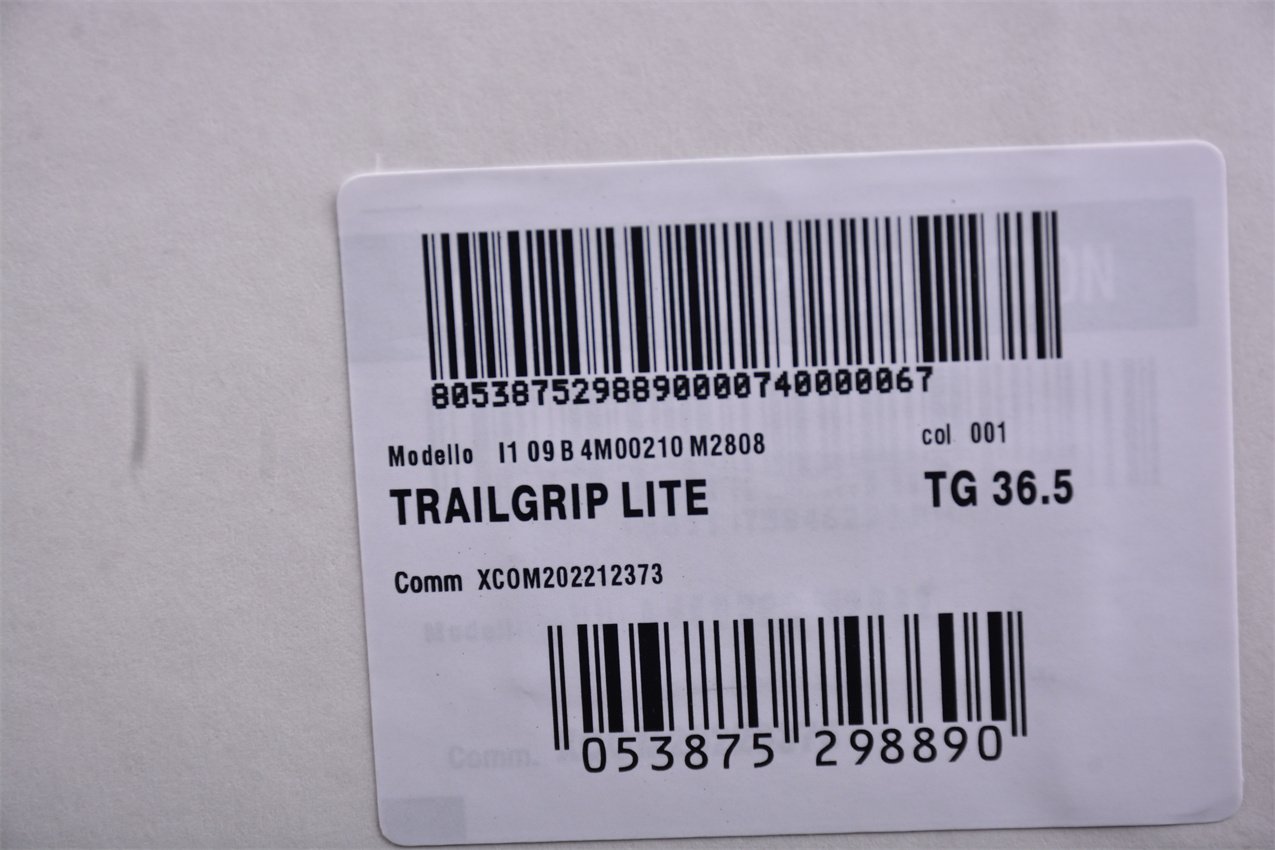 8053875298890000740000067
Modello I1 09 B 4M00210 M2808 col 001
TRAILGRIP LITE TG 36.5
Comm XCOM202212373
053875 298890